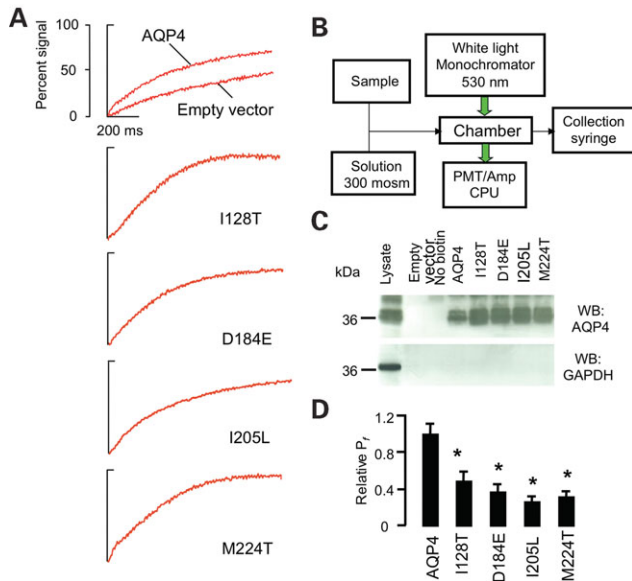 A
Percent signal
100
50
0
AQP4
Empty vector
200 ms
I128T
D184E
I205L
M224T
B
Sample
White light
Monochromator
530 nm
Chamber
Collection
syringe
Solution
300 mosm
PMT/Amp
CPU
C
kDa
Lysate
Empty
vector
No biotin
AQP4
I128T
D184E
I205L
M224T
36
WB:
AQP4
36
WB:
GAPDH
D
Relative Pf
1.2
0.8
0.4
0
* * * *
AQP4
I128T
D184E
I205L
M224T